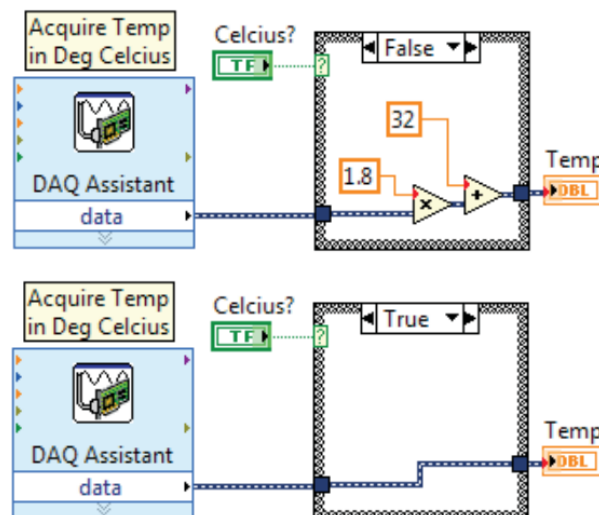 Acquire Temp
in Deg Celcius
Celcius?
TF
?
False
32
1.8
×
+
DAQ Assistant
data
Temp
DBL
Acquire Temp
in Deg Celcius
Celcius?
TF
?
True
DAQ Assistant
data
Temp
DBL